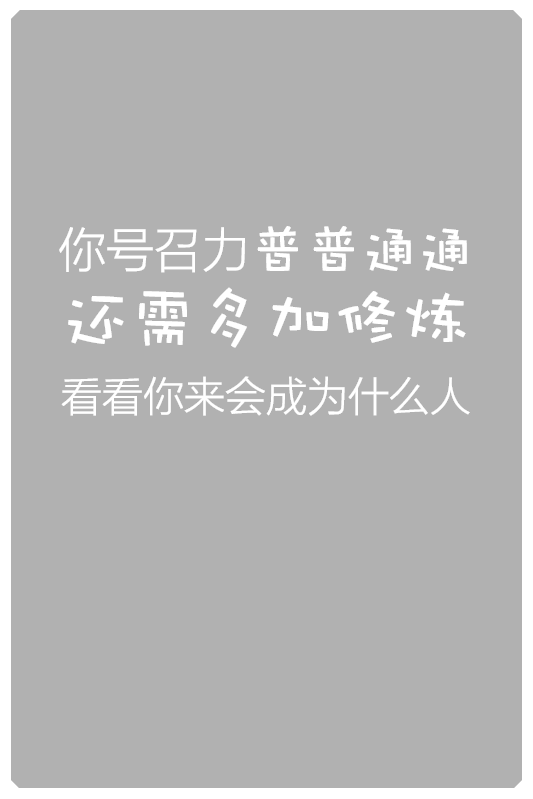 你号召力普普通通
还需多加修炼
看看你来会成为什么人